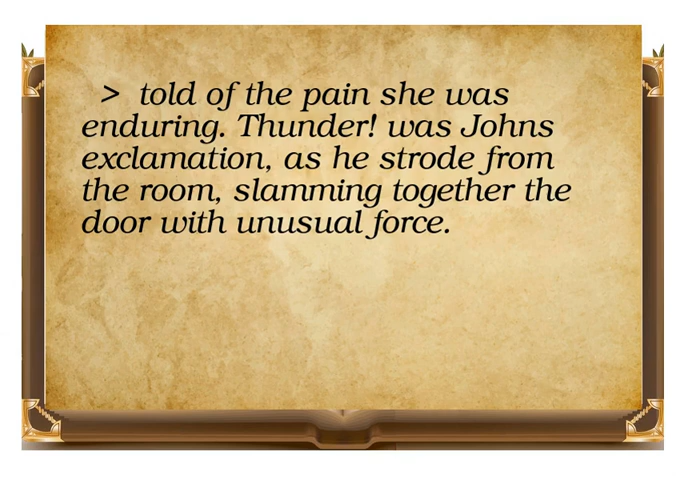 > told of the pain she was
enduring. Thunder! was Johns
exclamation, as he strode from
the room, slamming together the
door with unusual force.